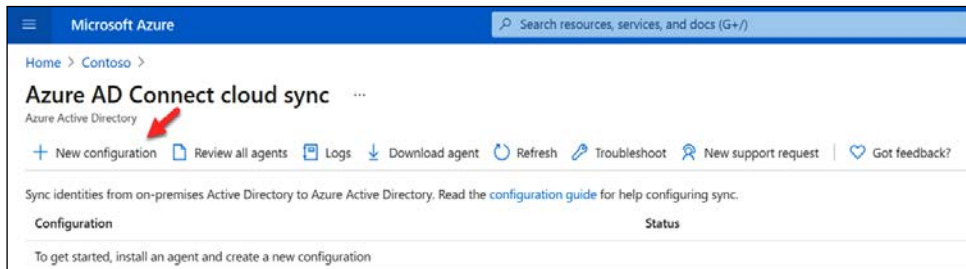 Microsoft Azure
Search resources, services, and docs (G+/)
Home > Contoso >
Azure AD Connect cloud sync ...
Azure Active Directory
+ New configuration Review all agents Logs Download agent Refresh Troubleshoot New support request Got feedback?
Sync identities from on-premises Active Directory to Azure Active Directory. Read the configuration guide for help configuring sync.
Configuration Status
To get started, install an agent and create a new configuration